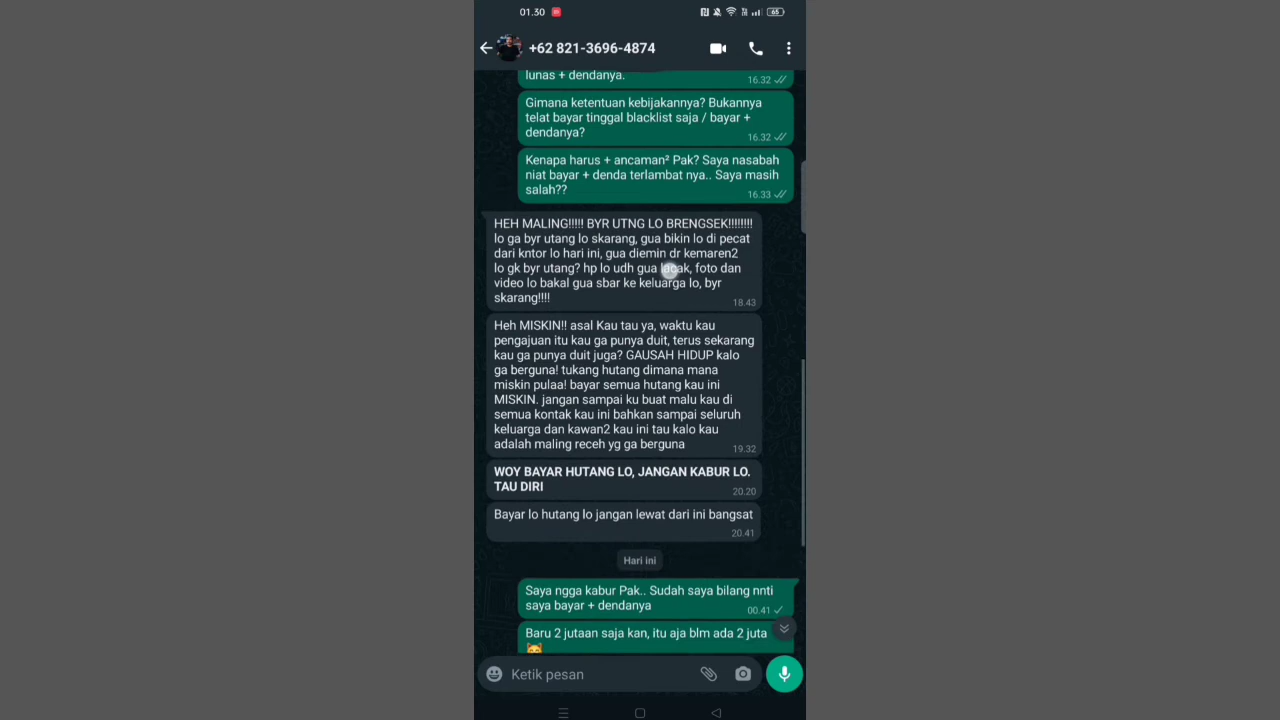 01.30
65
+62 821-3696-4874
lunas + dendanya.
16.32
Gimana ketentuan kebijakannya? Bukannya
telat bayar tinggal blacklist saja / bayar +
dendanya?
16.32
Kenapa harus + ancaman² Pak? Saya nasabah
niat bayar + denda terlambat nya.. Saya masih
salah??
16.33
HEH MALING!!!!! BYR UTNG LO BRENGSEK!!!!!!!!
lo ga byr utang lo skarang, gua bikin lo di pecat
dari kntor lo hari ini, gua diemin dr kemaren2
lo gk byr utang? hp lo udh gua lacak, foto dan
video lo bakal gua sbar ke keluarga lo, byr
skarang!!!!
18.43
Heh MISKIN!! asal Kau tau ya, waktu kau
pengajuan itu kau ga punya duit, terus sekarang
kau ga punya duit juga? GAUSAH HIDUP kalo
ga berguna! tukang hutang dimana mana
miskin pulaa! bayar semua hutang kau ini
MISKIN. jangan sampai ku buat malu kau di
semua kontak kau ini bahkan sampai seluruh
keluarga dan kawan2 kau ini tau kalo kau
adalah maling receh yg ga berguna
19.32
WOY BAYAR HUTANG LO, JANGAN KABUR LO.
TAU DIRI
20.20
Bayar lo hutang lo jangan lewat dari ini bangsat
20.41
Hari ini
Saya ngga kabur Pak.. Sudah saya bilang nnti
saya bayar + dendanya
00.41
Baru 2 jutaan saja kan, itu aja blm ada 2 juta
Ketik pesan